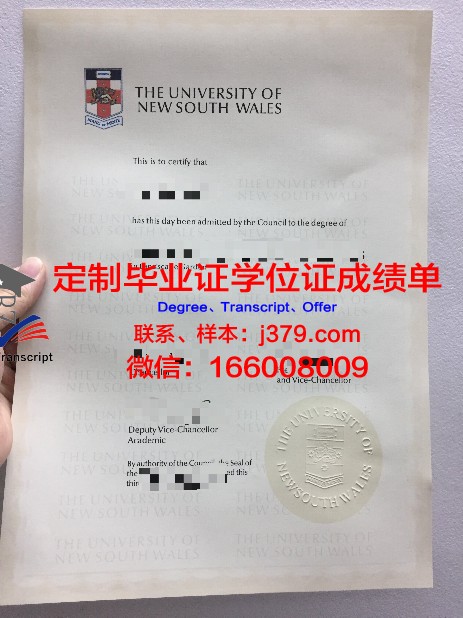 THE UNIVERSITY OF
NEW SOUTH WALES
This is to certify that
has this day been admitted by the Council to the degree of
定制毕业证学位证成绩单
Degree、Transcript、Offer
联系、样本：j379.com
微信：166008009
Transcript
and Vice-Chancellor
Deputy Vice-Chancellor
Academic
By authority of the Council, the Seal of
the
ed this
THE UNIVERSITY OF
NEW SOUTH WALES